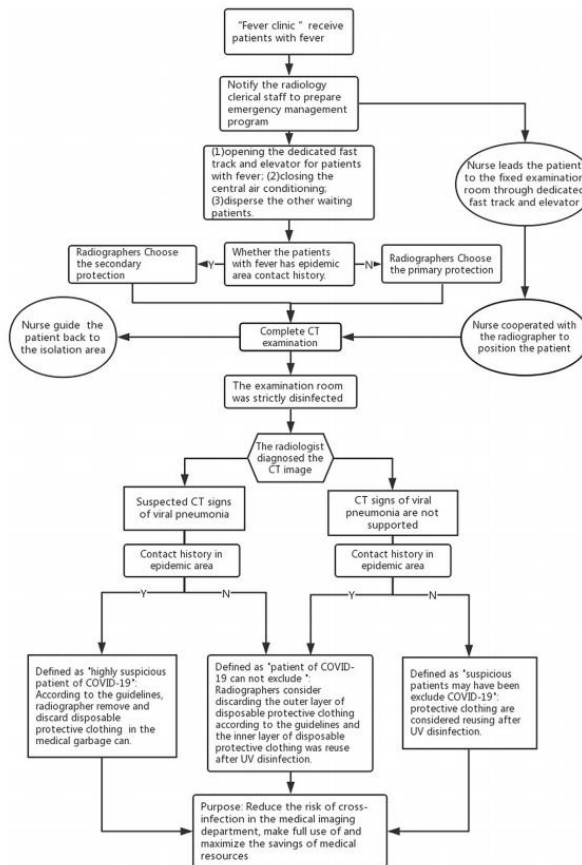 "Fever clinic " receive
patients with fever
Notify the radiology
clerical staff to prepare
emergency management
program
(1)opening the dedicated fast
track and elevator for patients
with fever; (2)closing the
central air conditioning;
(3)disperse the other waiting
patients.
Nurse leads the patient
to the fixed examination
room through dedicated
fast track and elevator
Radiographers Choose
the secondary
protection
Y
Whether the patients
with fever has epidemic
area contact history.
N
Radiographers Choose
the primary protection
Nurse guide the
patient back to
the isolation area
Complete CT
examination
Nurse cooperated with
the radiographer to
position the patient
The examination room
was strictly disinfected
The radiologist
diagnosed the
CT image
Suspected CT signs
of viral pneumonia
CT signs of viral
pneumonia are not
supported
Contact history in
epidemic area
Contact history in
epidemic area
Y
N
Y
N
Defined as "highly suspicious
patient of COVID-19":
According to the guidelines,
radiographer remove and
discard disposable
protective clothing in the
medical garbage can.
Defined as "patient of COVID-
19 can not exclude ":
Radiographers consider
discarding the outer layer of
disposable protective clothing
according to the guidelines and
the inner layer of disposable
protective clothing was reuse
after UV disinfection.
Defined as "suspicious
patients may have been
exclude COVID-19":
protective clothing are
considered reusing after
UV disinfection.
Purpose: Reduce the risk of cross-
infection in the medical imaging
department, make full use of and
maximize the savings of medical
resources